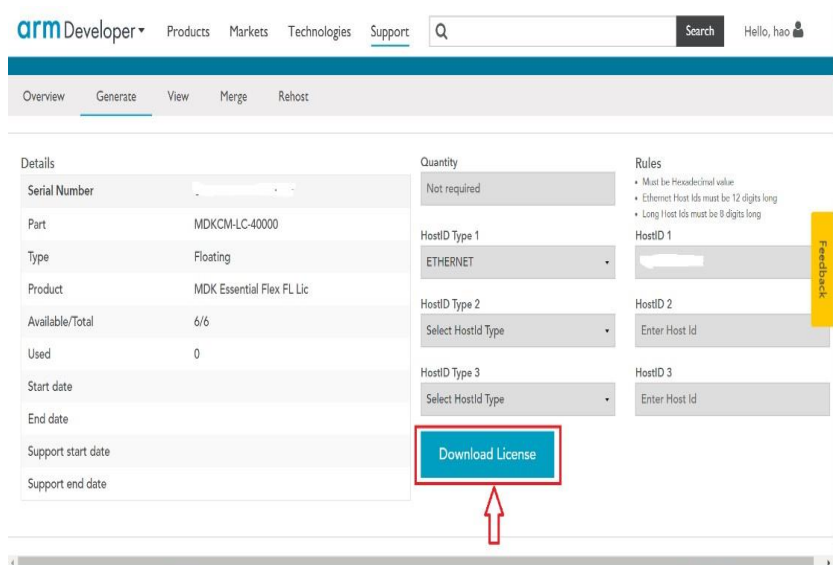 arm Developer Products Markets Technologies Support Search Hello, hao
Overview Generate View Merge Rehost
Details
Serial Number
Part MDKCM-LC-40000
Type Floating
Product MDK Essential Flex FL Lic
Available/Total 6/6
Used 0
Start date
End date
Support start date
Support end date
Quantity
Not required
HostID Type 1
ETHERNET
HostID Type 2
Select HostId Type
HostID Type 3
Select HostId Type
Download License
Rules
Must be Hexadecimal value
Ethernet Host Ids must be 12 digits long
Long Host Ids must be 8 digits long
HostID 1
HostID 2
Enter Host Id
HostID 3
Enter Host Id
Feedback